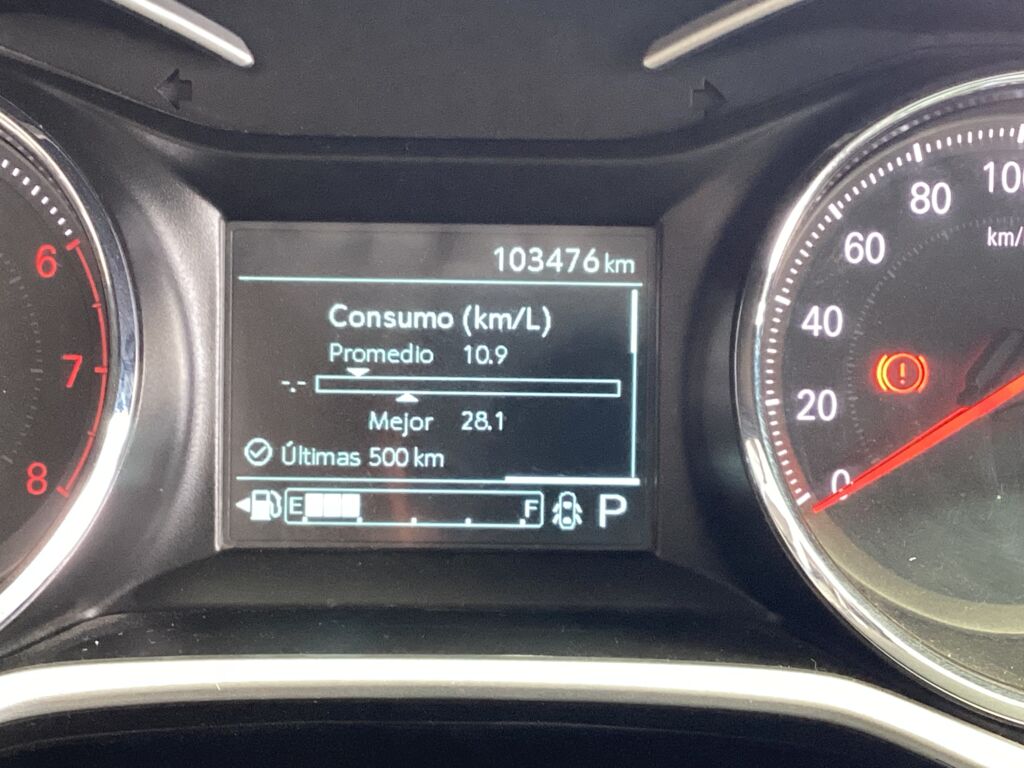 103476 km
Consumo (km/L)
Promedio 10.9
-.-
Mejor 28.1
Últimas 500 km
E F P
6
7
8
0
20
40
60
80
100
km/
!